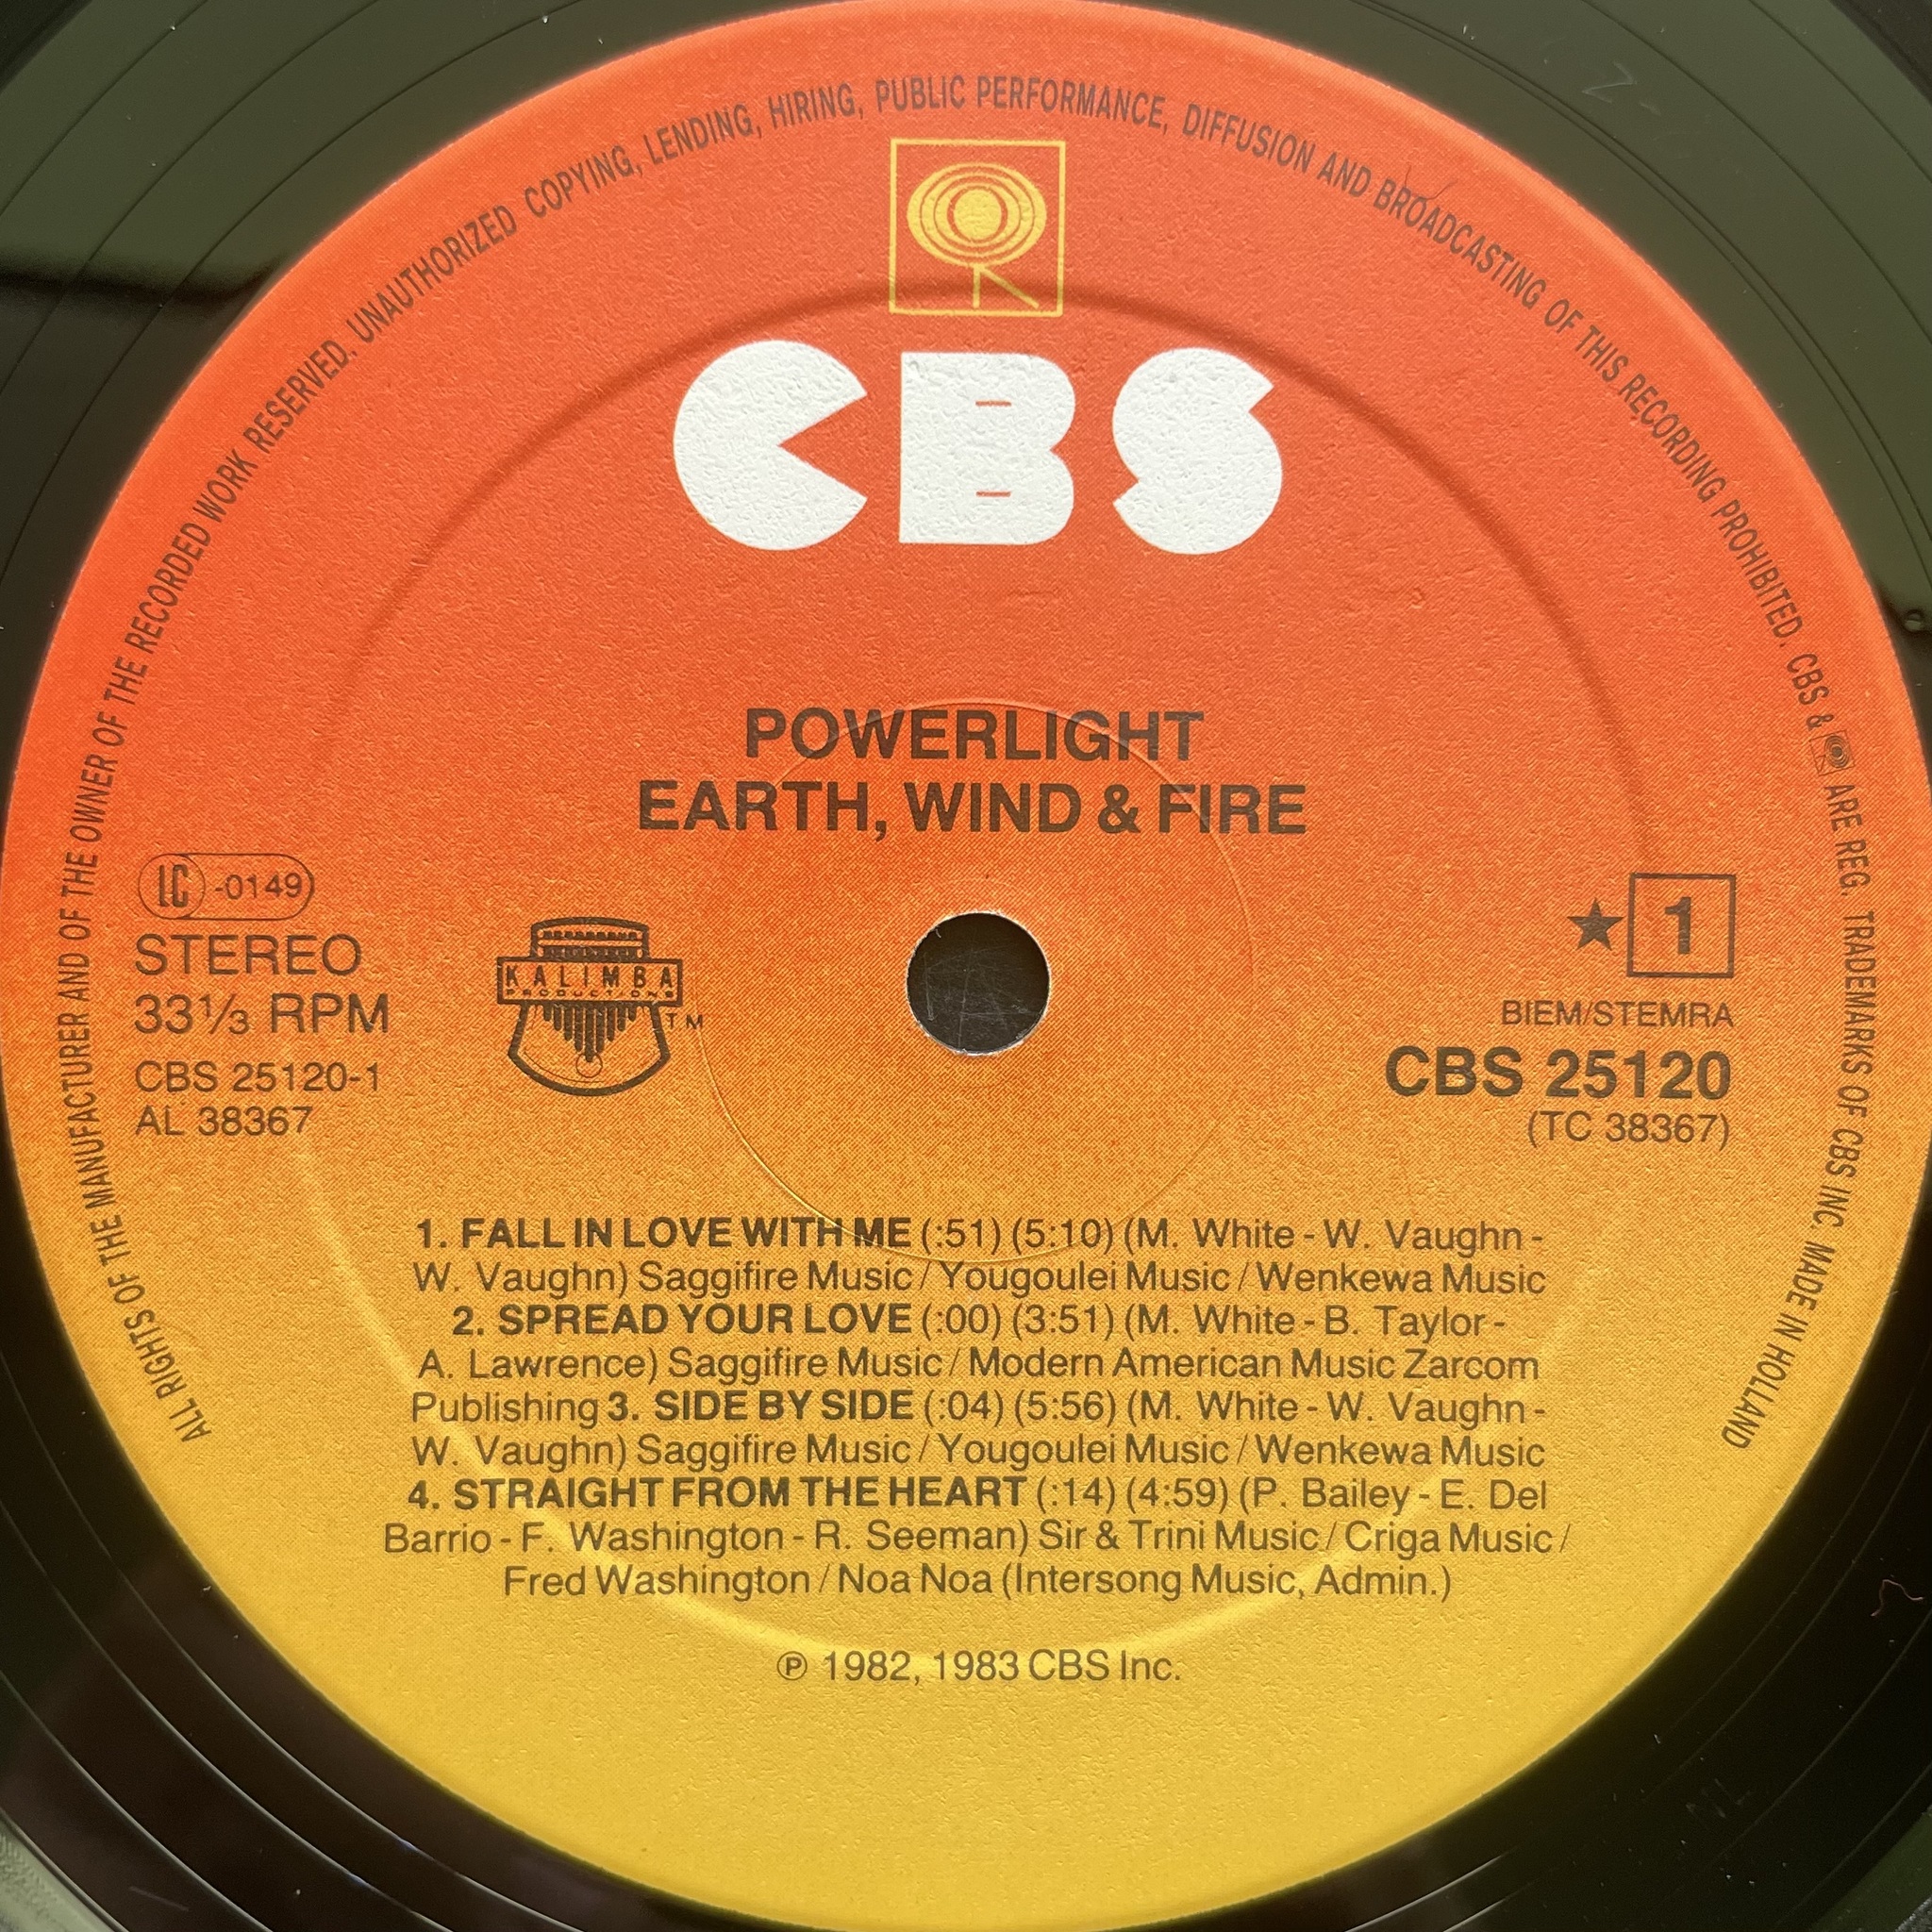 ALL RIGHTS OF THE MANUFACTURER AND OF THE OWNER OF THE RECORDED WORK RESERVED. UNAUTHORIZED COPYING, LENDING, HIRING, PUBLIC PERFORMANCE, DIFFUSION AND BROADCASTING OF THIS RECORDING PROHIBITED. CBS & ARE REG. TRADEMARKS OF CBS INC. MADE IN HOLLAND
CBS
POWERLIGHT
EARTH, WIND & FIRE
LC -0149
STEREO
33⅓ RPM
CBS 25120-1
AL 38367
KALIMBA
PRODUCTIONS
TM
★ 1
BIEM/STEMRA
CBS 25120
(TC 38367)
1. FALL IN LOVE WITH ME (:51) (5:10) (M. White - W. Vaughn -
W. Vaughn) Saggifire Music / Yougoulei Music / Wenkewa Music
2. SPREAD YOUR LOVE (:00) (3:51) (M. White - B. Taylor -
A. Lawrence) Saggifire Music / Modern American Music Zarcom
Publishing 3. SIDE BY SIDE (:04) (5:56) (M. White - W. Vaughn -
W. Vaughn) Saggifire Music / Yougoulei Music / Wenkewa Music
4. STRAIGHT FROM THE HEART (:14) (4:59) (P. Bailey - E. Del
Barrio - F. Washington - R. Seeman) Sir & Trini Music / Criga Music /
Fred Washington / Noa Noa (Intersong Music, Admin.)
℗ 1982, 1983 CBS Inc.